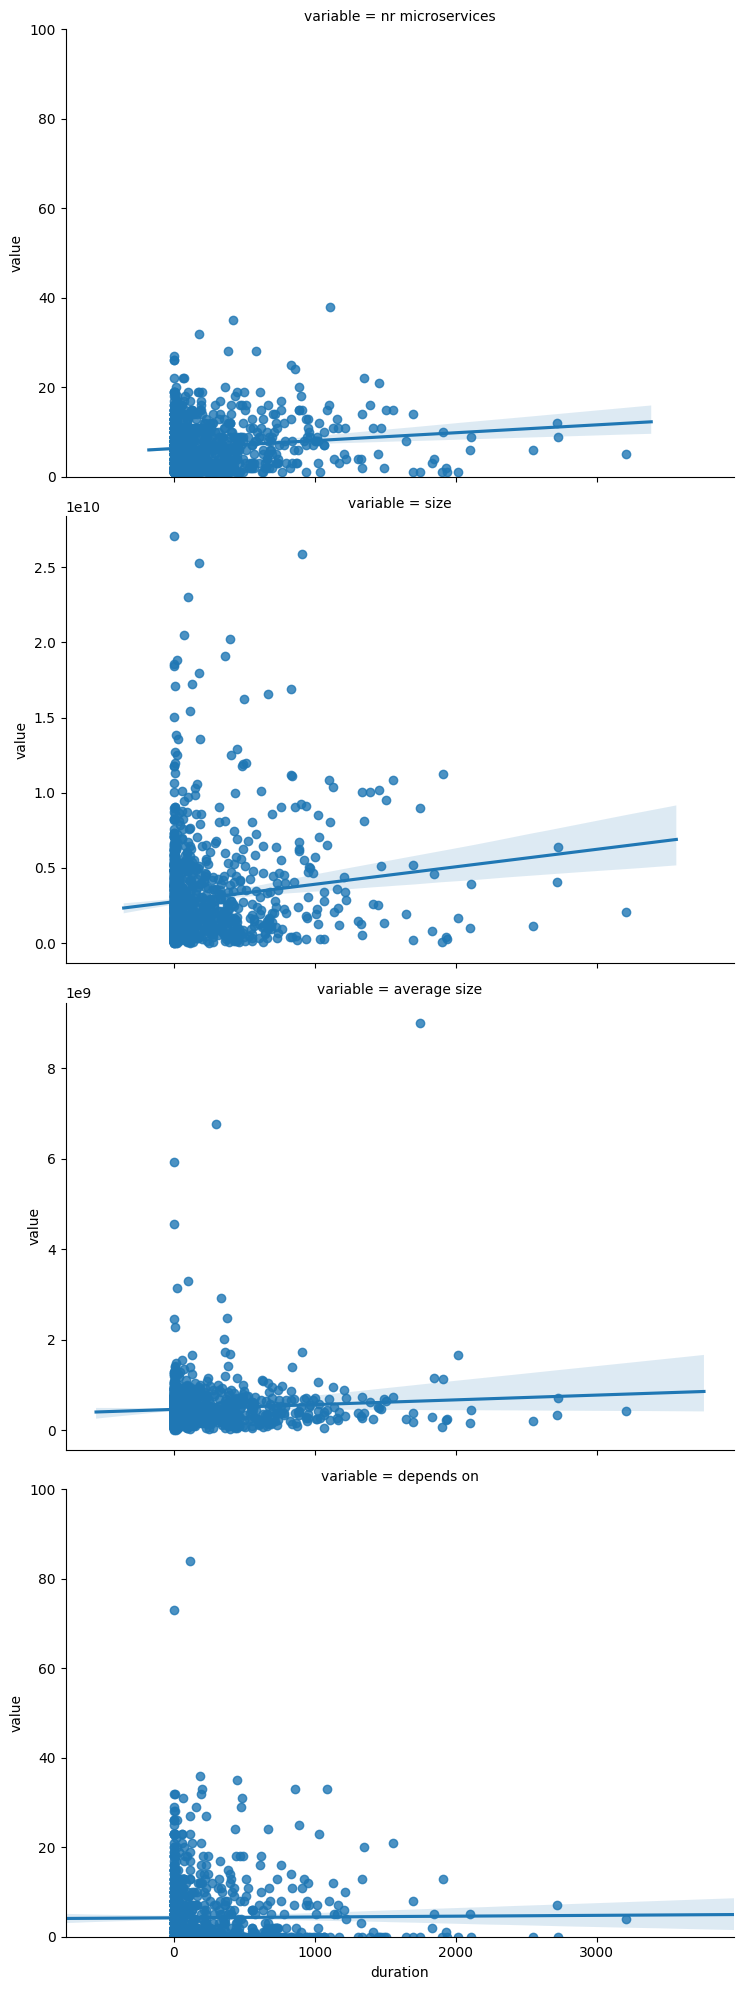 variable = nr microservices
100
80
60
40
20
0
value
1e10
variable = size
2.5
2.0
1.5
1.0
0.5
0.0
value
1e9
variable = average size
8
6
4
2
0
value
variable = depends on
100
80
60
40
20
0
value
0 1000 2000 3000
duration